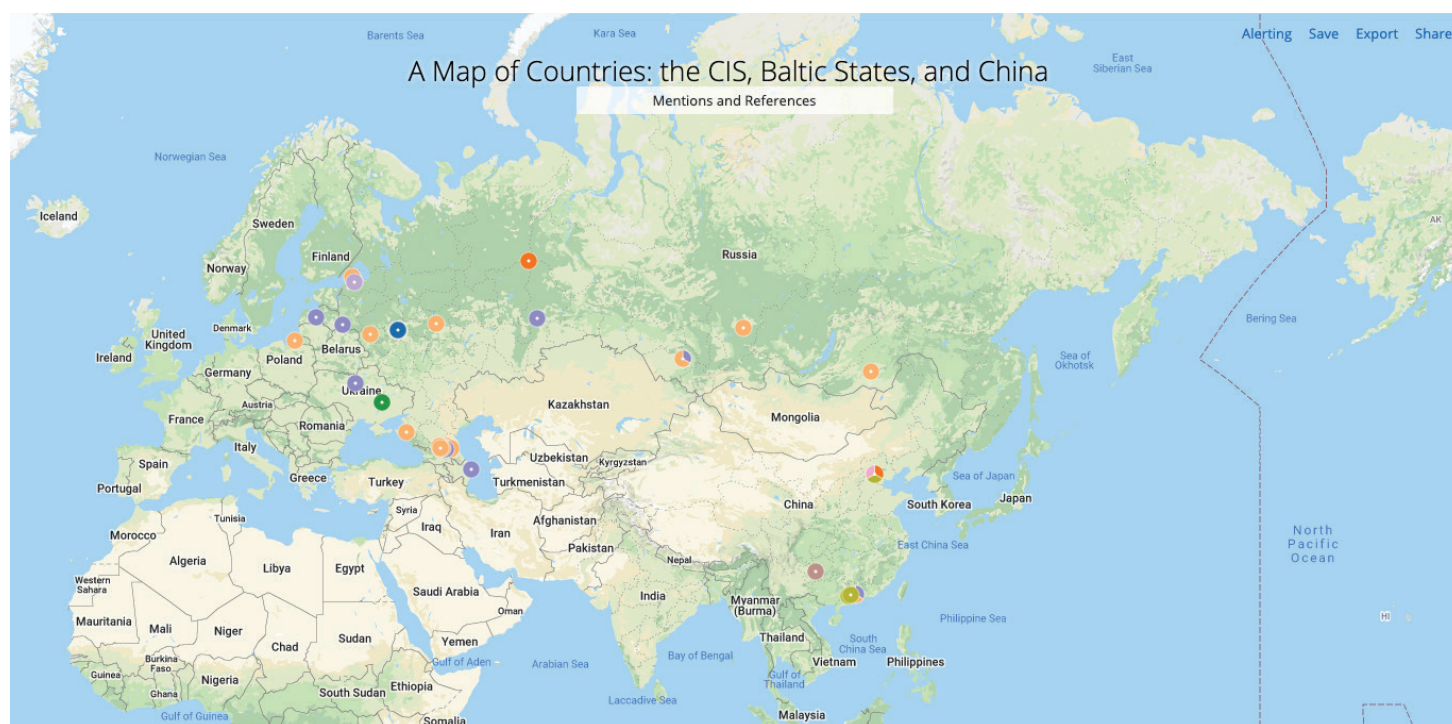 Barents Sea
Kara Sea
Alerting Save Export Share
East
Siberian Sea
A Map of Countries: the CIS, Baltic States, and China
Mentions and References
Norwegian Sea
Iceland
Sweden
Finland
Norway
Russia
AK
Denmark
United
Kingdom
Ireland
Poland
Belarus
Germany
Bering Sea
Sea of
Okhotsk
Ukraine
Austria
France
Romania
Kazakhstan
Mongolia
Italy
Spain
Portugal
Greece
Turkey
Uzbekistan
Kyrgyzstan
Turkmenistan
Sea of Japan
Japan
South Korea
China
Tunisia
Syria
Iraq
Iran
Afghanistan
Pakistan
Morocco
Algeria
Libya
Egypt
Nepal
East China Sea
North
Pacific
Ocean
Western
Sahara
Saudi Arabia
India
Myanmar
(Burma)
Oman
Mauritania
Mali
Niger
Chad
Sudan
Yemen
Philippine Sea
HI
Thailand
South
China Sea
Burkina
Faso
Gulf of Aden
Arabian Sea
Bay of Bengal
Vietnam
Philippines
Guinea
Nigeria
Ghana
South Sudan
Ethiopia
Gulf of
Thailand
Laccadive Sea
Gulf of Guinea
Somalia
Malaysia